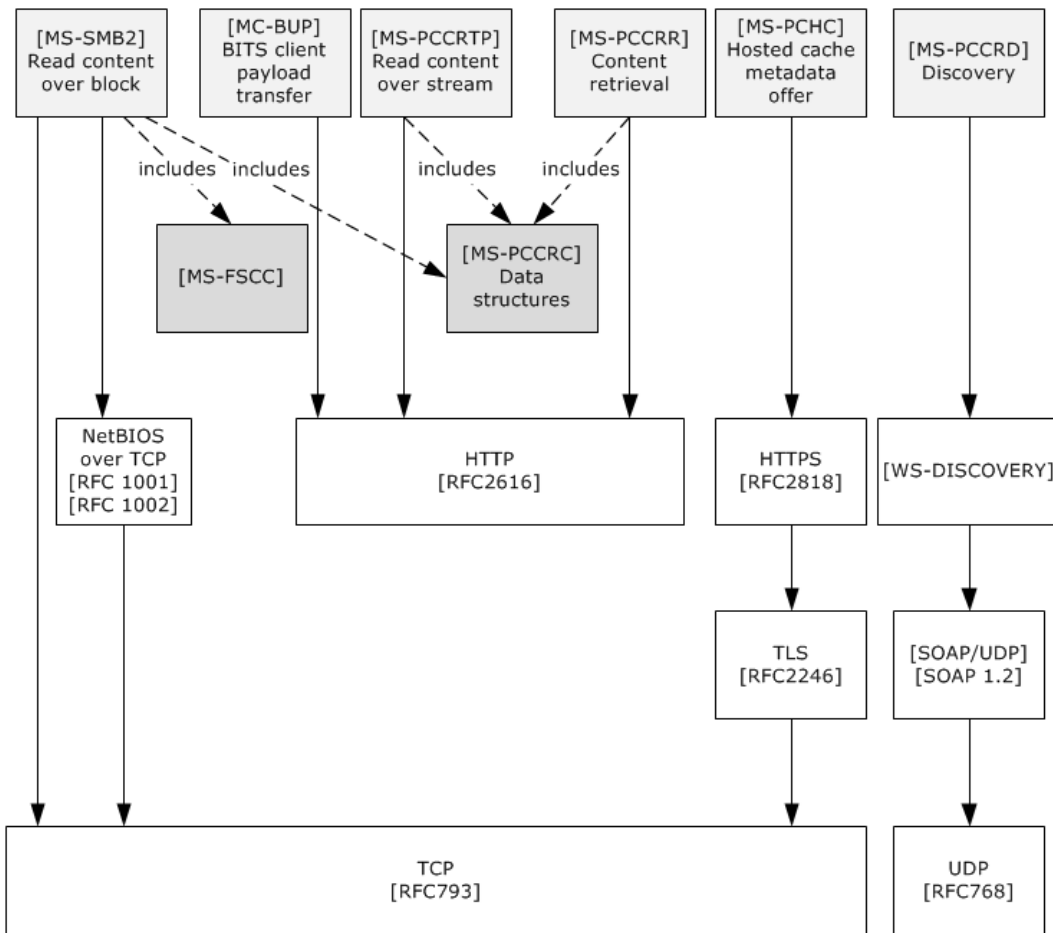 [MS-SMB2]
Read content
over block
[MC-BUP]
BITS client
payload
transfer
[MS-PCCRTP]
Read content
over stream
[MS-PCCRR]
Content
retrieval
[MS-PCHC]
Hosted cache
metadata
offer
[MS-PCCRD]
Discovery
includes
includes
includes
includes
[MS-FSCC]
[MS-PCCRC]
Data
structures
NetBIOS
over TCP
[RFC 1001]
[RFC 1002]
HTTP
[RFC2616]
HTTPS
[RFC2818]
[WS-DISCOVERY]
TLS
[RFC2246]
[SOAP/UDP]
[SOAP 1.2]
TCP
[RFC793]
UDP
[RFC768]